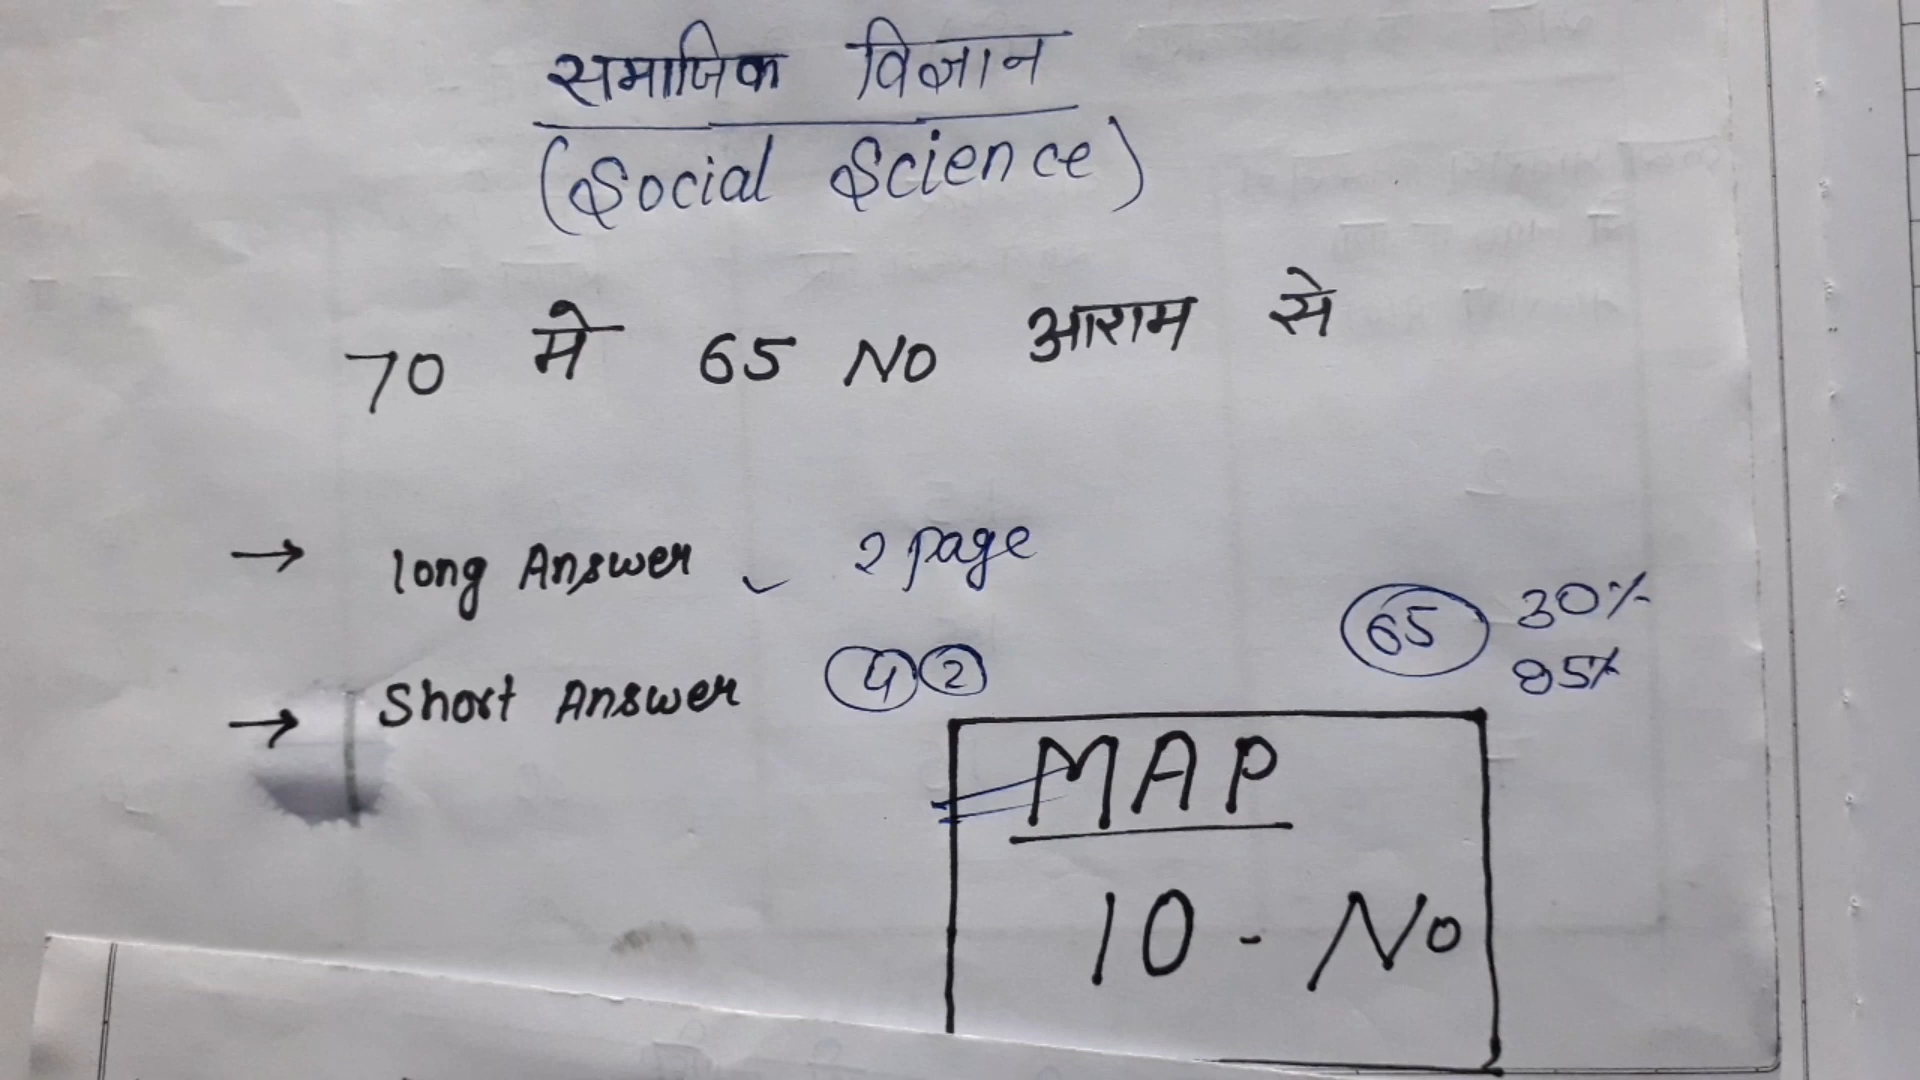 समाजिक विज्ञान
(Social Science)
70 मे 65 No आराम से
→ long Answer 2 page
→ Short Answer 4 2
65 30%
95%
MAP
10 - No